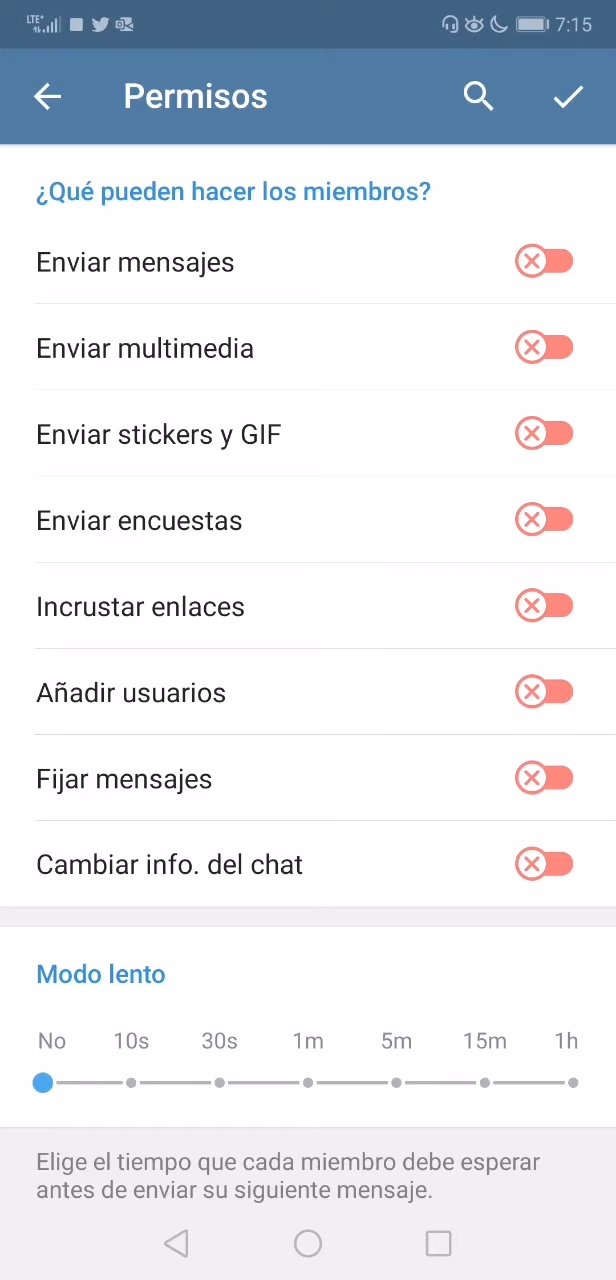 LTE+ 7:15
Permisos
¿Qué pueden hacer los miembros?
Enviar mensajes
Enviar multimedia
Enviar stickers y GIF
Enviar encuestas
Incrustar enlaces
Añadir usuarios
Fijar mensajes
Cambiar info. del chat
Modo lento
No 10s 30s 1m 5m 15m 1h
Elige el tiempo que cada miembro debe esperar
antes de enviar su siguiente mensaje.